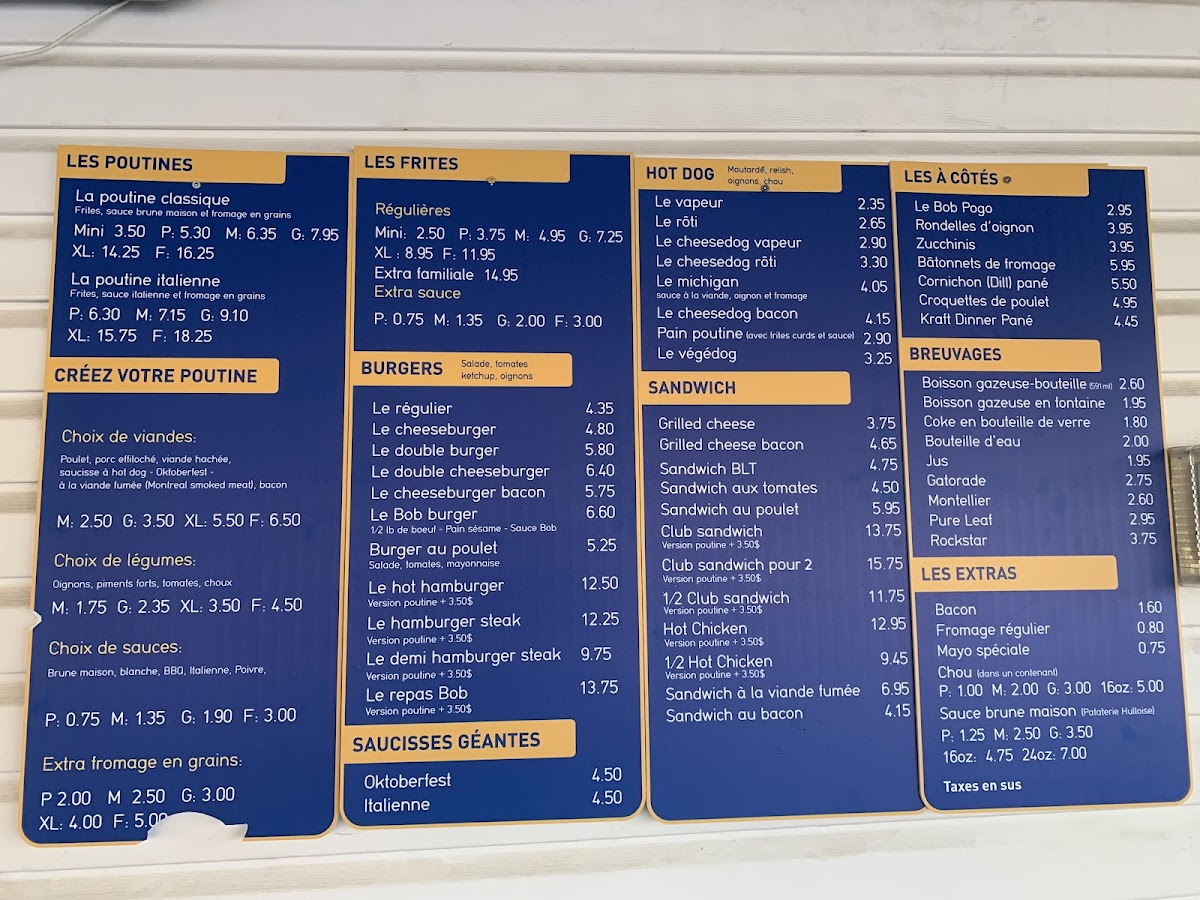 LES POUTINES
La poutine classique
Frites, sauce brune maison et fromage en grains
Mini 3.50 P: 5.30 M: 6.35 G: 7.95
XL: 14.25 F: 16.25
La poutine italienne
Frites, sauce italienne et fromage en grains
P: 6.30 M: 7.15 G: 9.10
XL: 15.75 F: 18.25
CRÉEZ VOTRE POUTINE
Choix de viandes:
Poulet, porc effiloché, viande hachée,
saucisse à hot dog - Oktoberfest -
à la viande fumée (Montreal smoked meat), bacon
M: 2.50 G: 3.50 XL: 5.50 F: 6.50
Choix de légumes:
Oignons, piments forts, tomates, choux
M: 1.75 G: 2.35 XL: 3.50 F: 4.50
Choix de sauces:
Brune maison, blanche, BBQ, Italienne, Poivre,
P: 0.75 M: 1.35 G: 1.90 F: 3.00
Extra fromage en grains:
P 2.00 M 2.50 G: 3.00
XL: 4.00 F: 5.00
LES FRITES
Régulières
Mini: 2.50 P: 3.75 M: 4.95 G: 7.25
XL : 8.95 F: 11.95
Extra familiale 14.95
Extra sauce
P: 0.75 M: 1.35 G: 2.00 F: 3.00
BURGERS Salade, tomates
ketchup, oignons
Le régulier 4.35
Le cheeseburger 4.80
Le double burger 5.80
Le double cheeseburger 6.40
Le cheeseburger bacon 5.75
Le Bob burger 6.60
1/2 lb de boeuf - Pain sésame - Sauce Bob
Burger au poulet 5.25
Salade, tomates, mayonnaise
Le hot hamburger 12.50
Version poutine + 3.50$
Le hamburger steak 12.25
Version poutine + 3.50$
Le demi hamburger steak 9.75
Version poutine + 3.50$
Le repas Bob 13.75
Version poutine + 3.50$
SAUCISSES GÉANTES
Oktoberfest 4.50
Italienne 4.50
HOT DOG Moutarde, relish,
oignons, chou
Le vapeur 2.35
Le rôti 2.65
Le cheesedog vapeur 2.90
Le cheesedog rôti 3.30
Le michigan 4.05
sauce à la viande, oignon et fromage
Le cheesedog bacon 4.15
Pain poutine (avec frites curds et sauce) 2.90
Le végédog 3.25
SANDWICH
Grilled cheese 3.75
Grilled cheese bacon 4.65
Sandwich BLT 4.75
Sandwich aux tomates 4.50
Sandwich au poulet 5.95
Club sandwich 13.75
Version poutine + 3.50$
Club sandwich pour 2 15.75
Version poutine + 3.50$
1/2 Club sandwich 11.75
Version poutine + 3.50$
Hot Chicken 12.95
Version poutine + 3.50$
1/2 Hot Chicken 9.45
Version poutine + 3.50$
Sandwich à la viande fumée 6.95
Sandwich au bacon 4.15
LES À CÔTÉS
Le Bob Pogo 2.95
Rondelles d'oignon 3.95
Zucchinis 3.95
Bâtonnets de fromage 5.95
Cornichon (Dill) pané 5.50
Croquettes de poulet 4.95
Kraft Dinner Pané 4.45
BREUVAGES
Boisson gazeuse-bouteille (591 ml) 2.60
Boisson gazeuse en fontaine 1.95
Coke en bouteille de verre 1.80
Bouteille d'eau 2.00
Jus 1.95
Gatorade 2.75
Montellier 2.60
Pure Leaf 2.95
Rockstar 3.75
LES EXTRAS
Bacon 1.60
Fromage régulier 0.80
Mayo spéciale 0.75
Chou (dans un contenant)
P: 1.00 M: 2.00 G: 3.00 16oz: 5.00
Sauce brune maison (Pataterie Hulloise)
P: 1.25 M: 2.50 G: 3.50
16oz: 4.75 24oz: 7.00
Taxes en sus